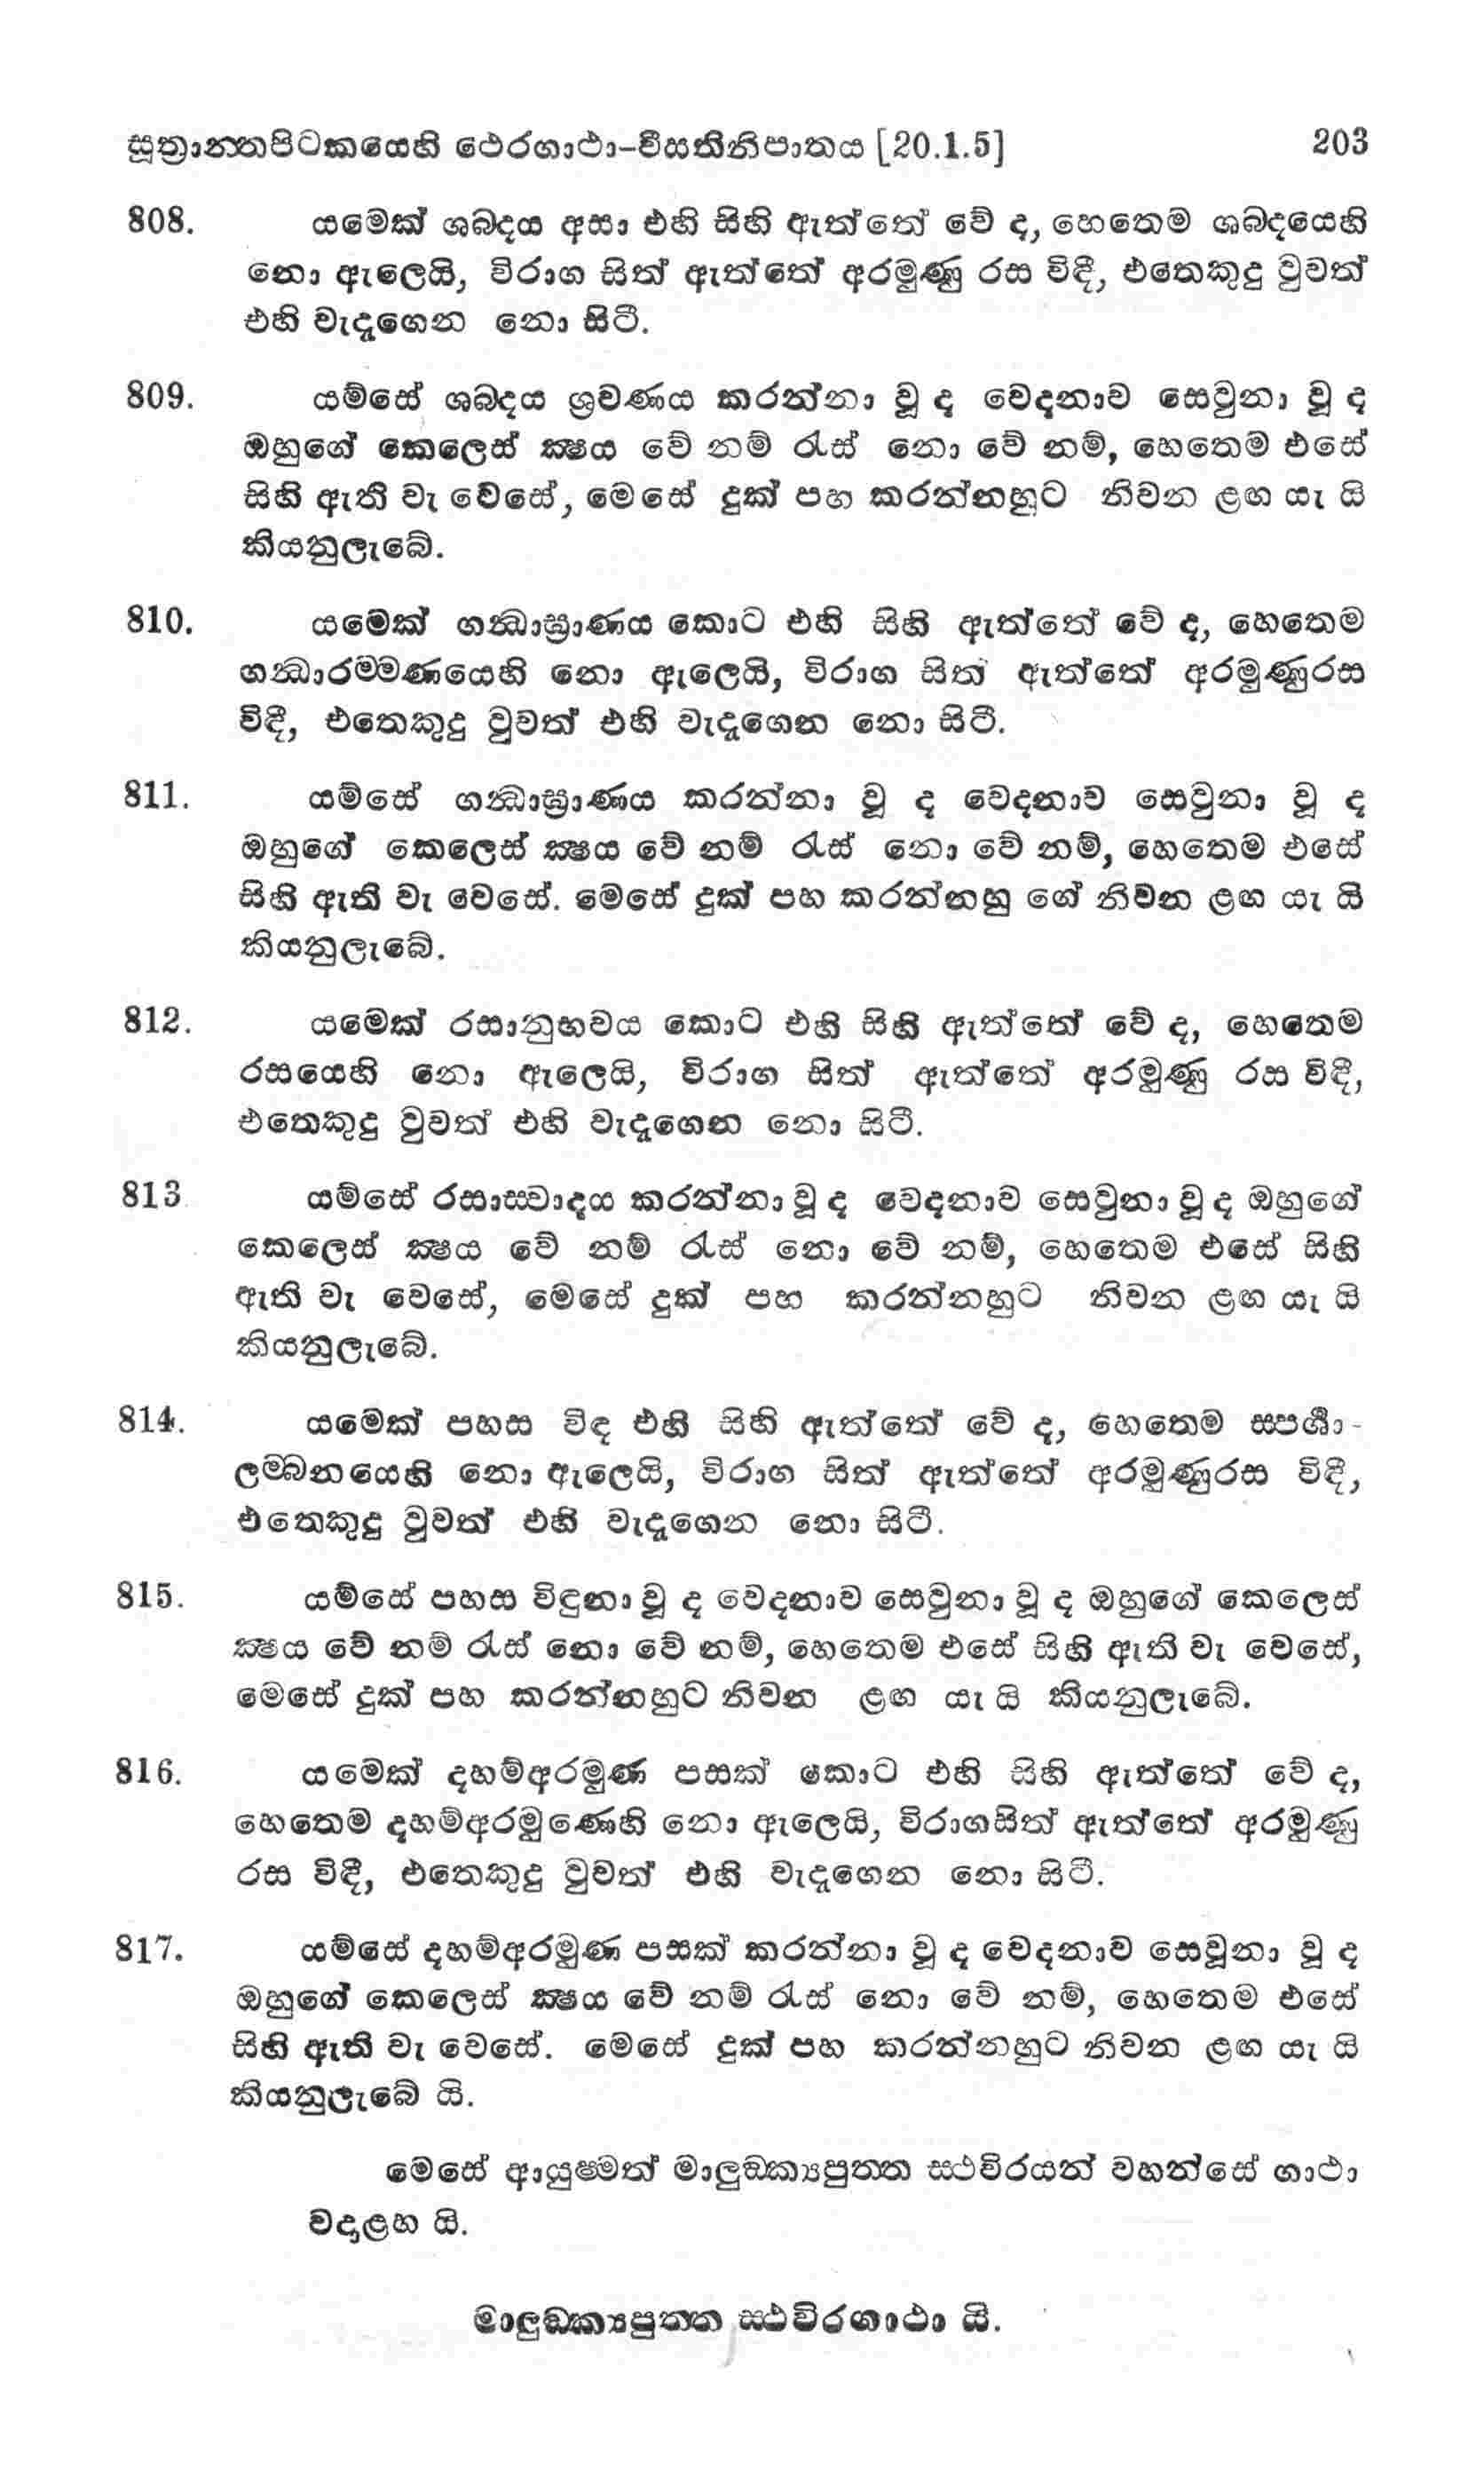 සූත්‍රාන්තපිටකයෙහි ථෙරගාථා-වීසතිනිපාතය [20.1.5] 203
808. යමෙක් ශබ්දය අසා එහි සිහි ඇත්තේ වේ ද, හෙතෙම ශබ්දයෙහි
නො ඇලෙයි, විරාග සිත් ඇත්තේ අරමුණු රස විඳී, එතෙකුදු වුවත්
එහි වැදැගෙන නො සිටී.
809. යම්සේ ශබ්දය ශ්‍රවණය කරන්නා වූ ද වෙදනාව සෙවුනා වූ ද
ඔහුගේ කෙලෙස් ක්‍ෂය වේ නම් රැස් නො වේ නම්, හෙතෙම එසේ
සිහි ඇති වැ වෙසේ, මෙසේ දුක් පහ කරන්නහුට නිවන ළඟ යැ යි
කියනුලැබේ.
810. යමෙක් ගන්‍ධාඝ්‍රාණය කොට එහි සිහි ඇත්තේ වේ ද, හෙතෙම
ගන්‍ධාරම්මණයෙහි නො ඇලෙයි, විරාග සිත් ඇත්තේ අරමුණුරස
විඳී, එතෙකුදු වුවත් එහි වැදැගෙන නො සිටී.
811. යම්සේ ගන්‍ධාඝ්‍රාණය කරන්නා වූ ද වෙදනාව සෙවුනා වූ ද
ඔහුගේ කෙලෙස් ක්‍ෂය වේ නම් රැස් නො වේ නම්, හෙතෙම එසේ
සිහි ඇති වැ වෙසේ. මෙසේ දුක් පහ කරන්නහු ගේ නිවන ළඟ යැ යි
කියනුලැබේ.
812. යමෙක් රසානුභවය කොට එහි සිහි ඇත්තේ වේ ද, හෙතෙම
රසයෙහි නො ඇලෙයි, විරාග සිත් ඇත්තේ අරමුණු රස විඳී,
එතෙකුදු වුවත් එහි වැදැගෙන නො සිටී.
813 යම්සේ රසාස්වාදය කරන්නා වූ ද වෙදනාව සෙවුනා වූ ද ඔහුගේ
කෙලෙස් ක්‍ෂය වේ නම් රැස් නො වේ නම්, හෙතෙම එසේ සිහි
ඇති වැ වෙසේ, මෙසේ දුක් පහ කරන්නහුට නිවන ළඟ යැ යි
කියනුලැබේ.
814. යමෙක් පහස විඳ එහි සිහි ඇත්තේ වේ ද, හෙතෙම ස්පර්‍ශා-
ලම්බනයෙහි නො ඇලෙයි, විරාග සිත් ඇත්තේ අරමුණුරස විඳී,
එතෙකුදු වුවත් එහි වැදැගෙන නො සිටී.
815. යම්සේ පහස විඳුනා වූ ද වෙදනාව සෙවුනා වූ ද ඔහුගේ කෙලෙස්
ක්‍ෂය වේ නම් රැස් නො වේ නම්, හෙතෙම එසේ සිහි ඇති වැ වෙසේ,
මෙසේ දුක් පහ කරන්නහුට නිවන ළඟ යැ යි කියනුලැබේ.
816. යමෙක් දහම්අරමුණ පසක් කොට එහි සිහි ඇත්තේ වේ ද,
හෙතෙම දහම්අරමුණෙහි නො ඇලෙයි, විරාගසිත් ඇත්තේ අරමුණු
රස විඳී, එතෙකුදු වුවත් එහි වැදැගෙන නො සිටී.
817. යම්සේ දහම්අරමුණ පසක් කරන්නා වූ ද වෙදනාව සෙවූනා වූ ද
ඔහුගේ කෙලෙස් ක්‍ෂය වේ නම් රැස් නො වේ නම්, හෙතෙම එසේ
සිහි ඇති වැ වෙසේ. මෙසේ දුක් පහ කරන්නහුට නිවන ළඟ යැ යි
කියනුලැබේ යි.
මෙසේ ආයුෂ්මත් මාලුඞ්ක්‍යපුත්ත ස්ථවිරයන් වහන්සේ ගාථා
වදාළහ යි.
මාලුඞ්ක්‍යපුත්ත ස්ථවිරගාථා යි.